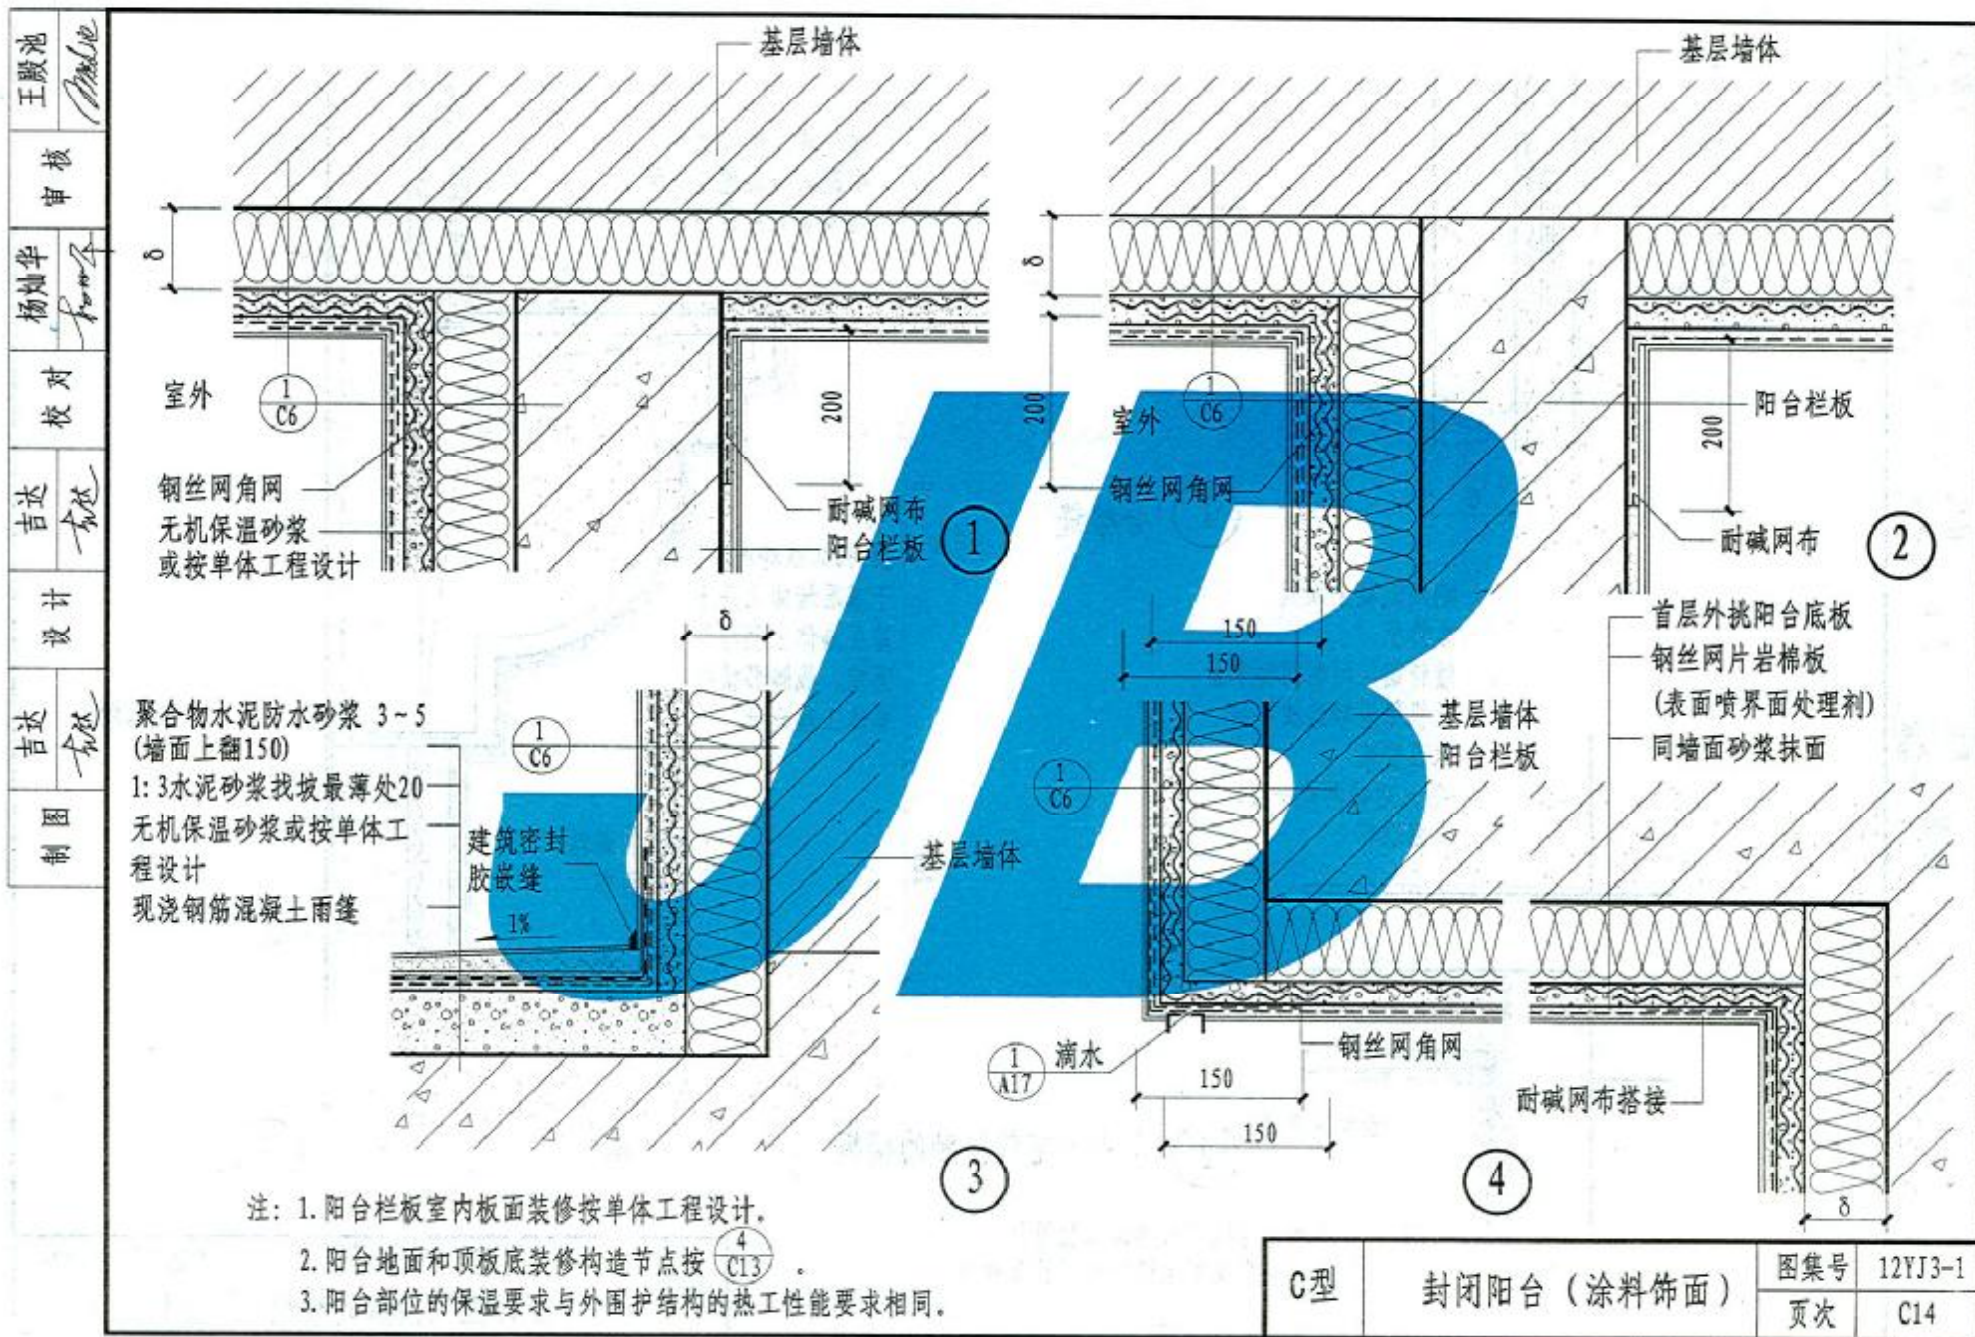 王殿池
审核
杨灿华
校对
吉达
设计
吉达
制图
基层墙体
δ
室外
1
C6
200
钢丝网角网
无机保温砂浆
或按单体工程设计
耐碱网布
阳台栏板
1
基层墙体
δ
200
室外
1
C6
钢丝网角网
阳台栏板
200
耐碱网布
2
δ
聚合物水泥防水砂浆 3~5
(墙面上翻150)
1:3水泥砂浆找坡最薄处20
无机保温砂浆或按单体工
程设计
现浇钢筋混凝土雨篷
1
C6
建筑密封
胶嵌缝
1%
基层墙体
3
150
150
首层外挑阳台底板
钢丝网片岩棉板
(表面喷界面处理剂)
同墙面砂浆抹面
基层墙体
阳台栏板
1
C6
1
A17
滴水
钢丝网角网
150
150
耐碱网布搭接
δ
4
注: 1.阳台栏板室内板面装修按单体工程设计。
2.阳台地面和顶板底装修构造节点按 4/C13 。
3.阳台部位的保温要求与外围护结构的热工性能要求相同。
C型
封闭阳台（涂料饰面）
图集号 12YJ3-1
页次 C14
JB